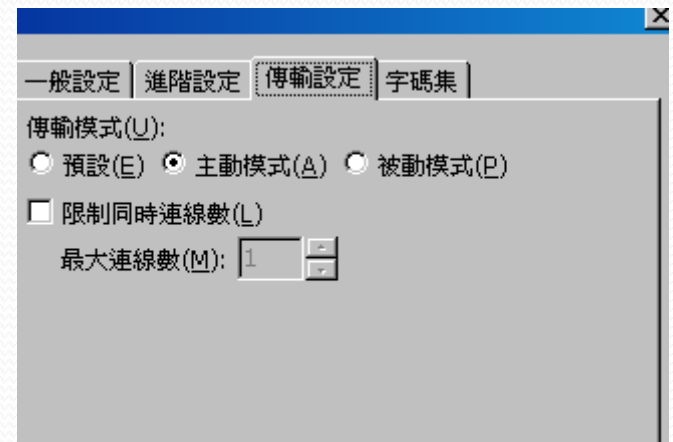 一般設定 進階設定 傳輸設定 字碼集
傳輸模式(U):
預設(E) 主動模式(A) 被動模式(P)
限制同時連線數(L)
最大連線數(M): 1